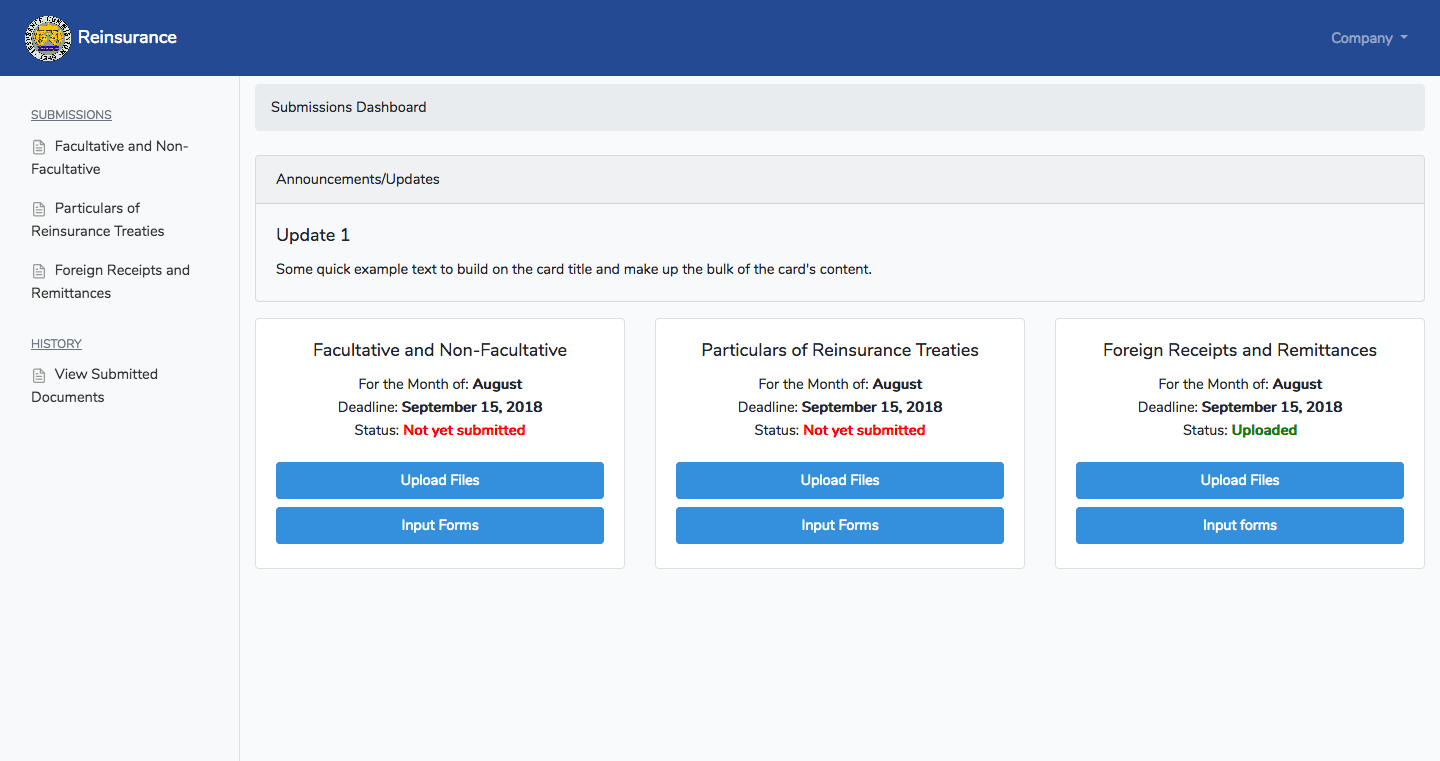 Reinsurance
Company
SUBMISSIONS
Facultative and Non-
Facultative
Particulars of
Reinsurance Treaties
Foreign Receipts and
Remittances
HISTORY
View Submitted
Documents
Submissions Dashboard
Announcements/Updates
Update 1
Some quick example text to build on the card title and make up the bulk of the card's content.
Facultative and Non-Facultative
For the Month of: August
Deadline: September 15, 2018
Status: Not yet submitted
Upload Files
Input Forms
Particulars of Reinsurance Treaties
For the Month of: August
Deadline: September 15, 2018
Status: Not yet submitted
Upload Files
Input Forms
Foreign Receipts and Remittances
For the Month of: August
Deadline: September 15, 2018
Status: Uploaded
Upload Files
Input forms